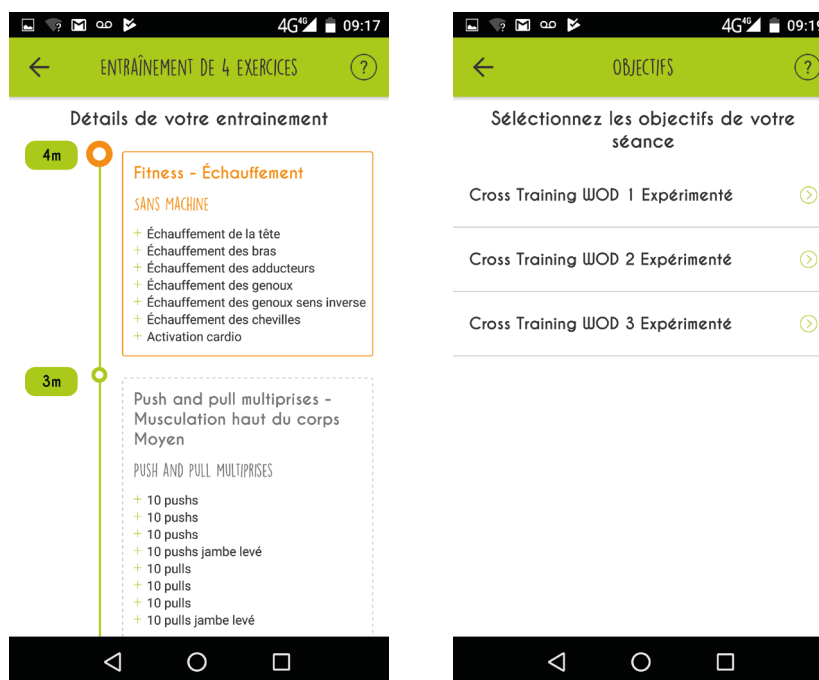 4G 4G 09:17
ENTRAÎNEMENT DE 4 EXERCICES
?
Détails de votre entrainement
4m
Fitness - Échauffement
SANS MACHINE
+ Échauffement de la tête
+ Échauffement des bras
+ Échauffement des adducteurs
+ Échauffement des genoux
+ Échauffement des genoux sens inverse
+ Échauffement des chevilles
+ Activation cardio
3m
Push and pull multiprises -
Musculation haut du corps
Moyen
PUSH AND PULL MULTIPRISES
+ 10 pushs
+ 10 pushs
+ 10 pushs
+ 10 pushs jambe levé
+ 10 pulls
+ 10 pulls
+ 10 pulls
+ 10 pulls jambe levé
4G 4G 09:19
OBJECTIFS
?
Séléctionnez les objectifs de votre
séance
Cross Training WOD 1 Expérimenté
Cross Training WOD 2 Expérimenté
Cross Training WOD 3 Expérimenté